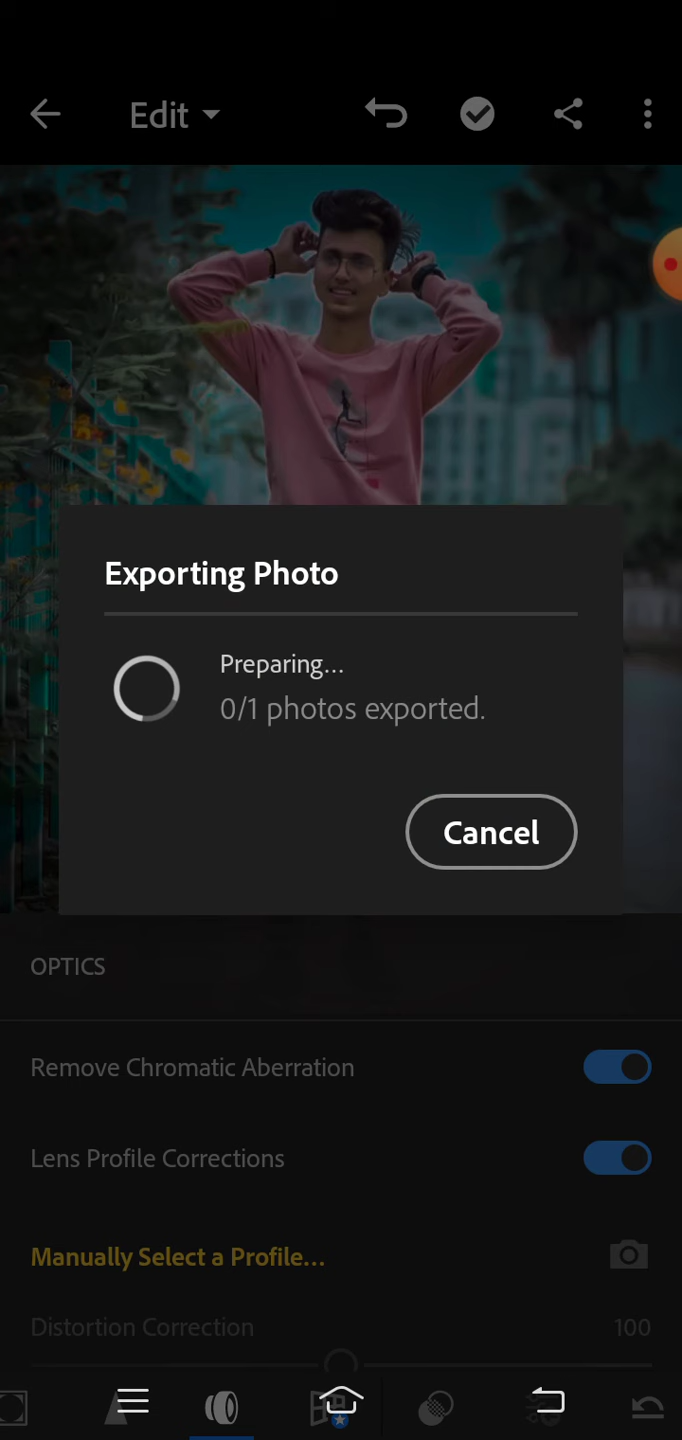 Edit
Exporting Photo
Preparing...
0/1 photos exported.
Cancel
OPTICS
Remove Chromatic Aberration
Lens Profile Corrections
Manually Select a Profile...
Distortion Correction 100